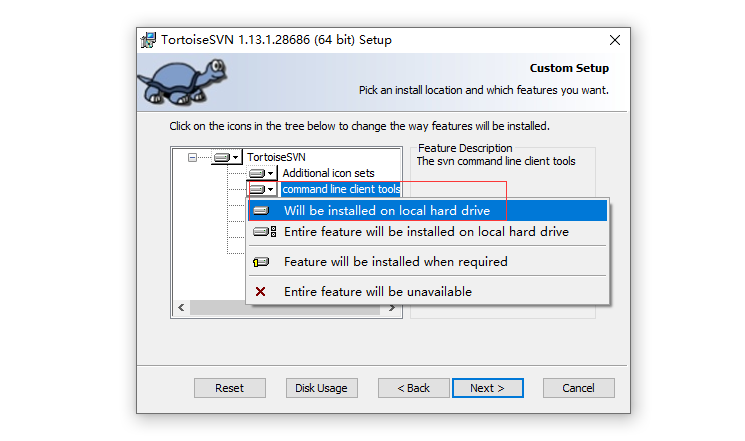 TortoiseSVN 1.13.1.28686 (64 bit) Setup
Custom Setup
Pick an install location and which features you want.
Click on the icons in the tree below to change the way features will be installed.
TortoiseSVN
Additional icon sets
command line client tools
Feature Description
The svn command line client tools
Will be installed on local hard drive
Entire feature will be installed on local hard drive
Feature will be installed when required
Entire feature will be unavailable
Reset
Disk Usage
< Back
Next >
Cancel